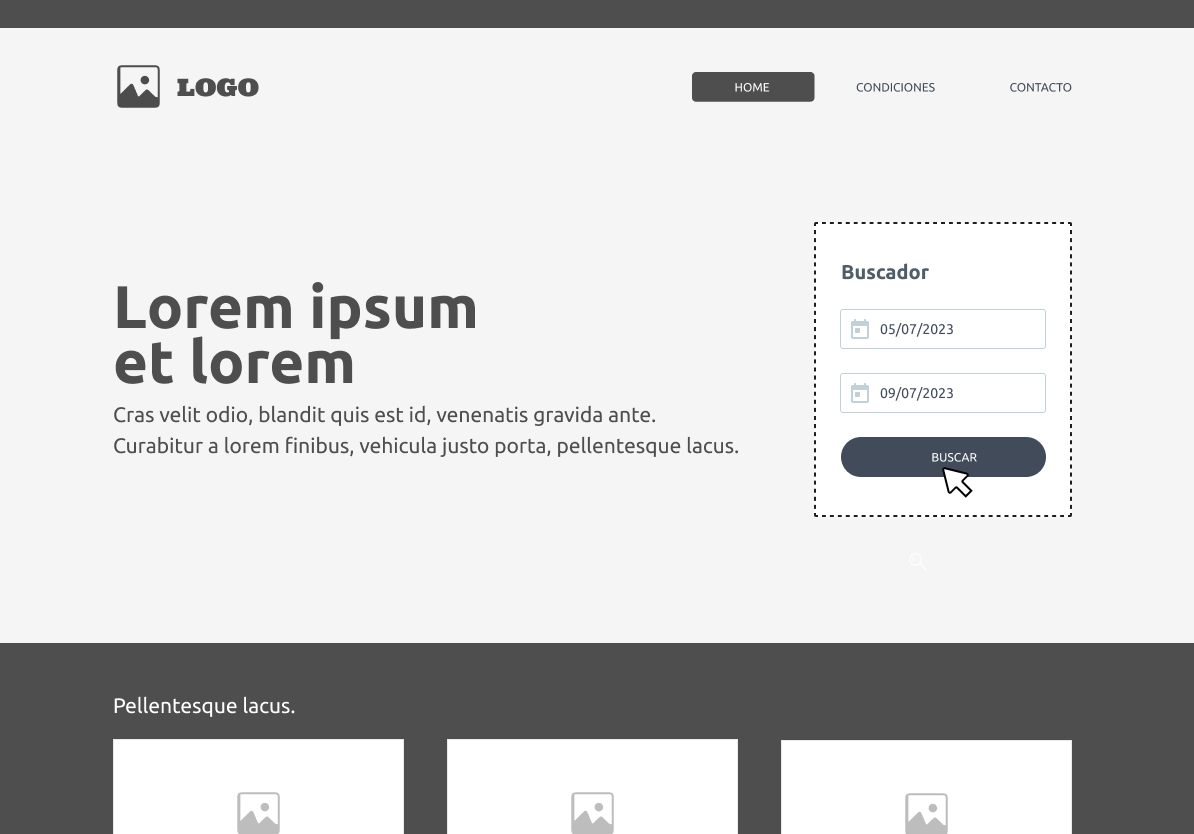 LOGO
HOME
CONDICIONES
CONTACTO
Lorem ipsum
et lorem
Cras velit odio, blandit quis est id, venenatis gravida ante.
Curabitur a lorem finibus, vehicula justo porta, pellentesque lacus.
Buscador
05/07/2023
09/07/2023
BUSCAR
Pellentesque lacus.